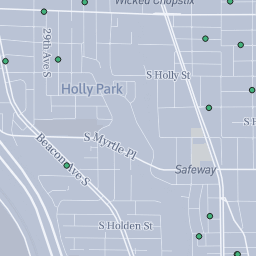 Wicked Chopstix
29th Ave S
S Holly St
Holly Park
S H
S Myrtle Pl
Beacon Ave S
Safeway
S Holden St